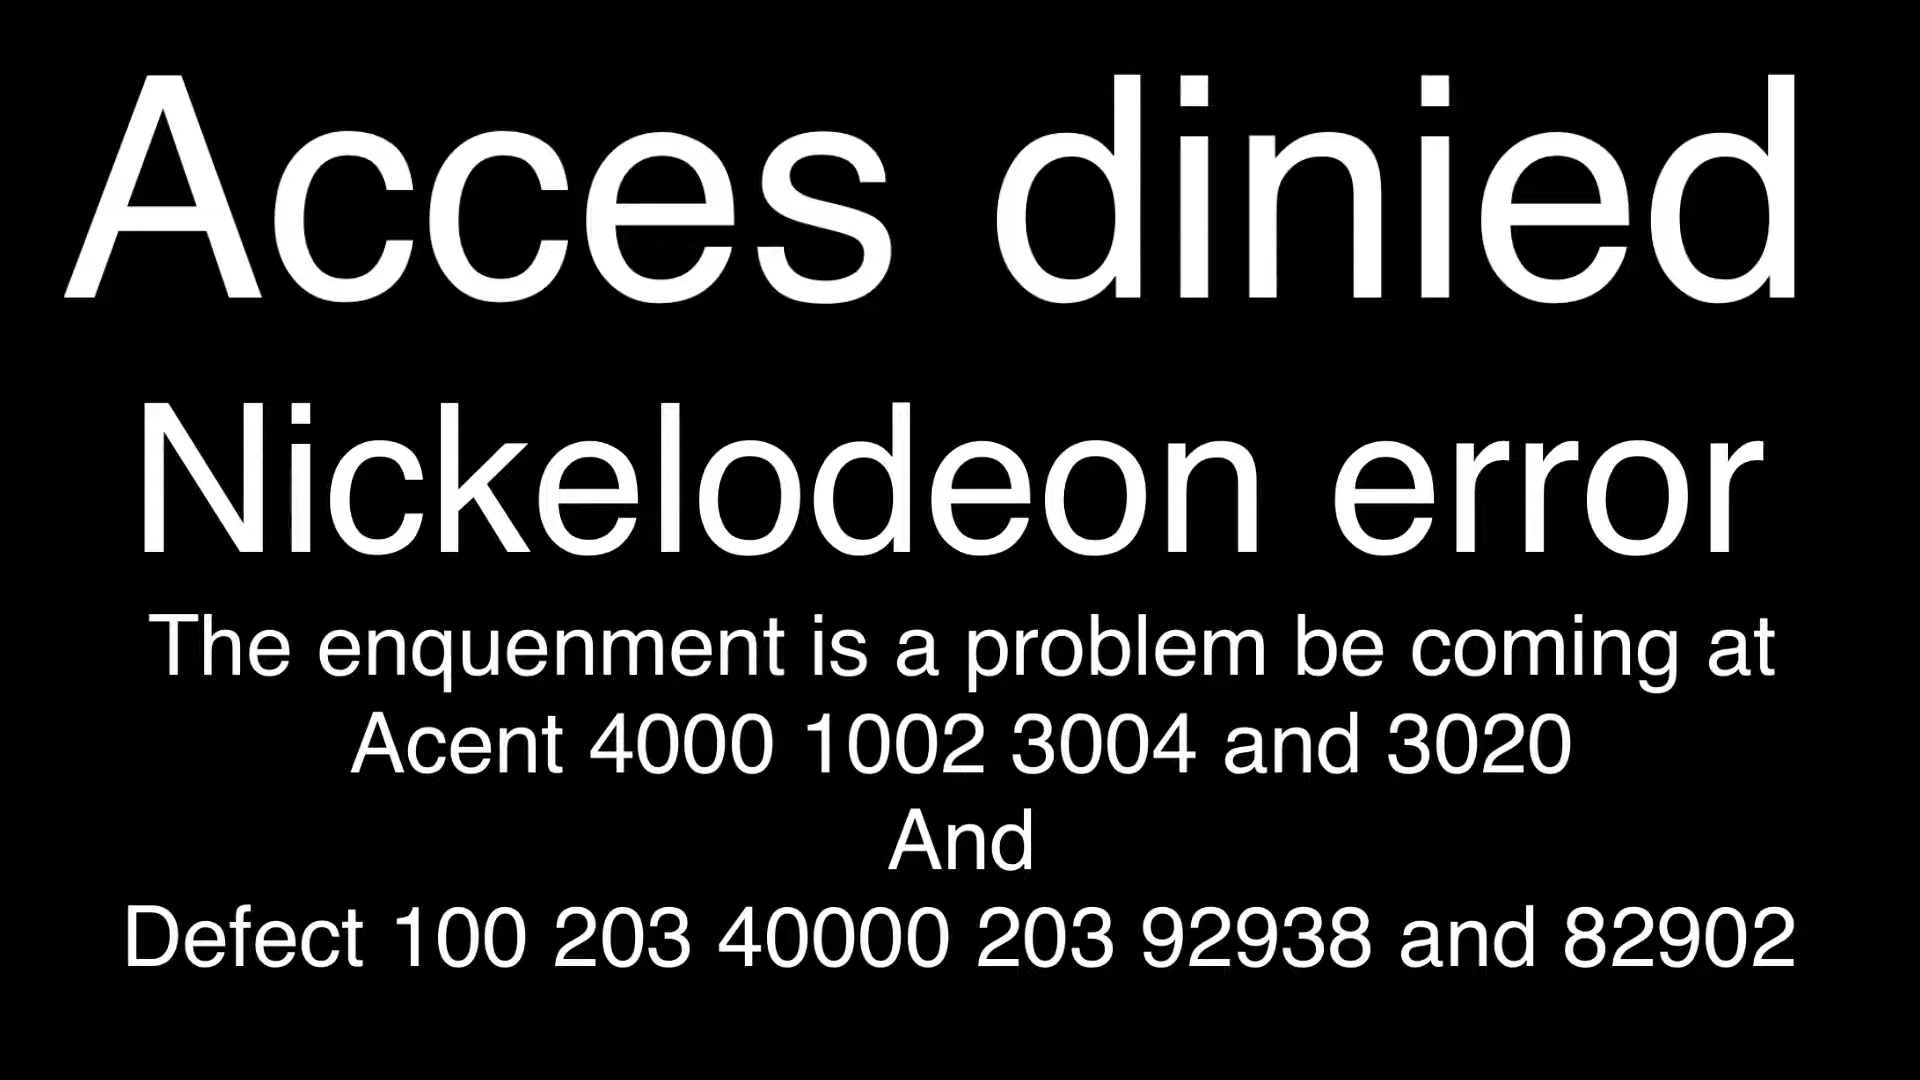 Acces dinied
Nickelodeon error
The enquenment is a problem be coming at
Acent 4000 1002 3004 and 3020
And
Defect 100 203 40000 203 92938 and 82902